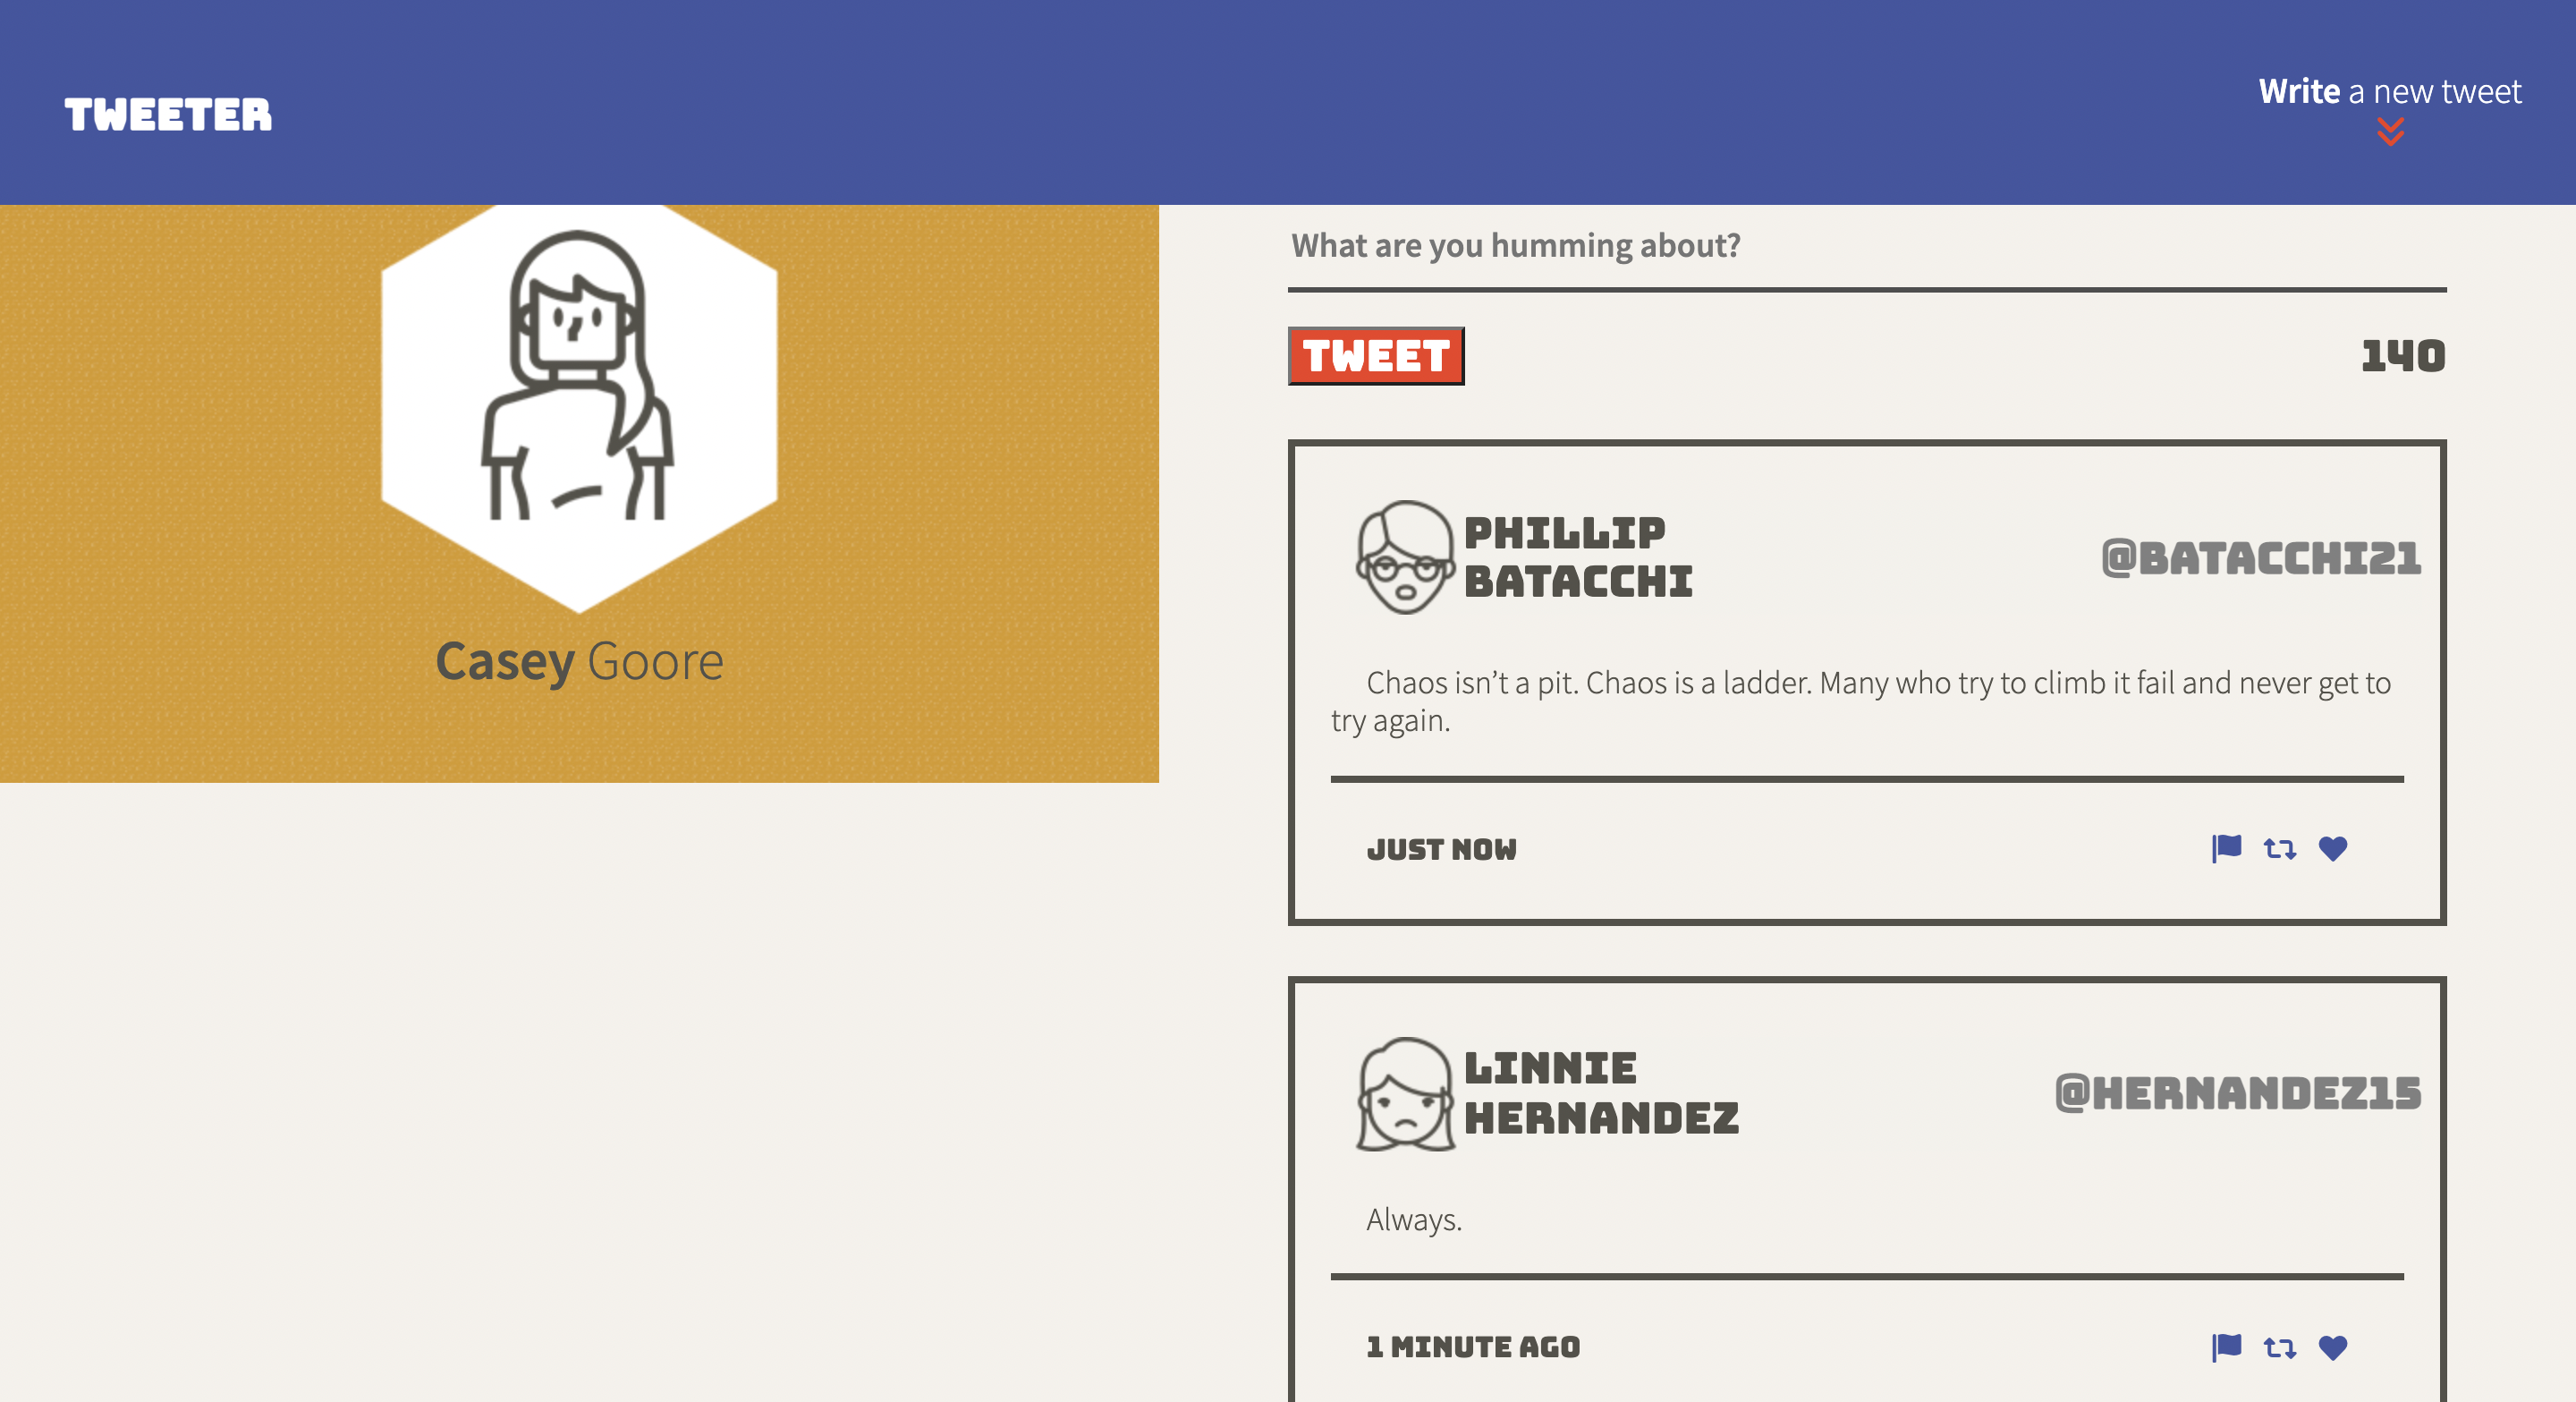 TWEETER
Write a new tweet
Casey Goore
What are you humming about?
TWEET
140
PHILLIP
BATACCHI
@BATACCHI21
Chaos isn’t a pit. Chaos is a ladder. Many who try to climb it fail and never get to
try again.
JUST NOW
LINNIE
HERNANDEZ
@HERNANDEZ15
Always.
1 MINUTE AGO